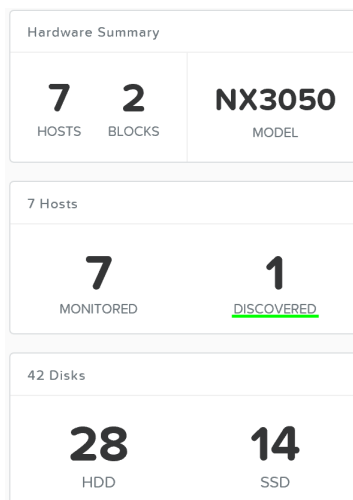 Hardware Summary
7 2 NX3050
HOSTS BLOCKS MODEL
7 Hosts
7 1
MONITORED DISCOVERED
42 Disks
28 14
HDD SSD